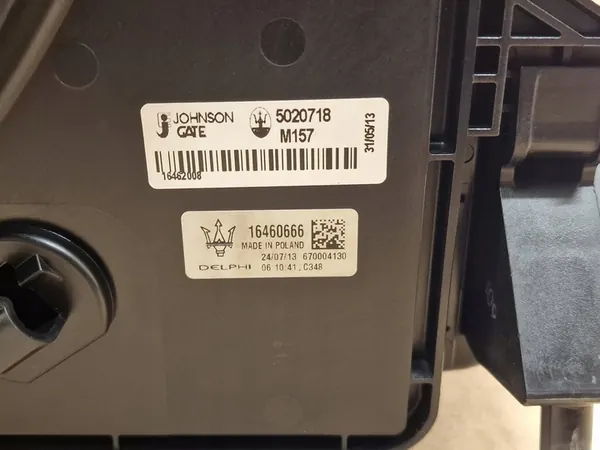 JOHNSON
GATE
5020718
M157
31/05/13
16462008
16460666
MADE IN POLAND
24/07/13 670004130
DELPHI 06 10:41 , C348